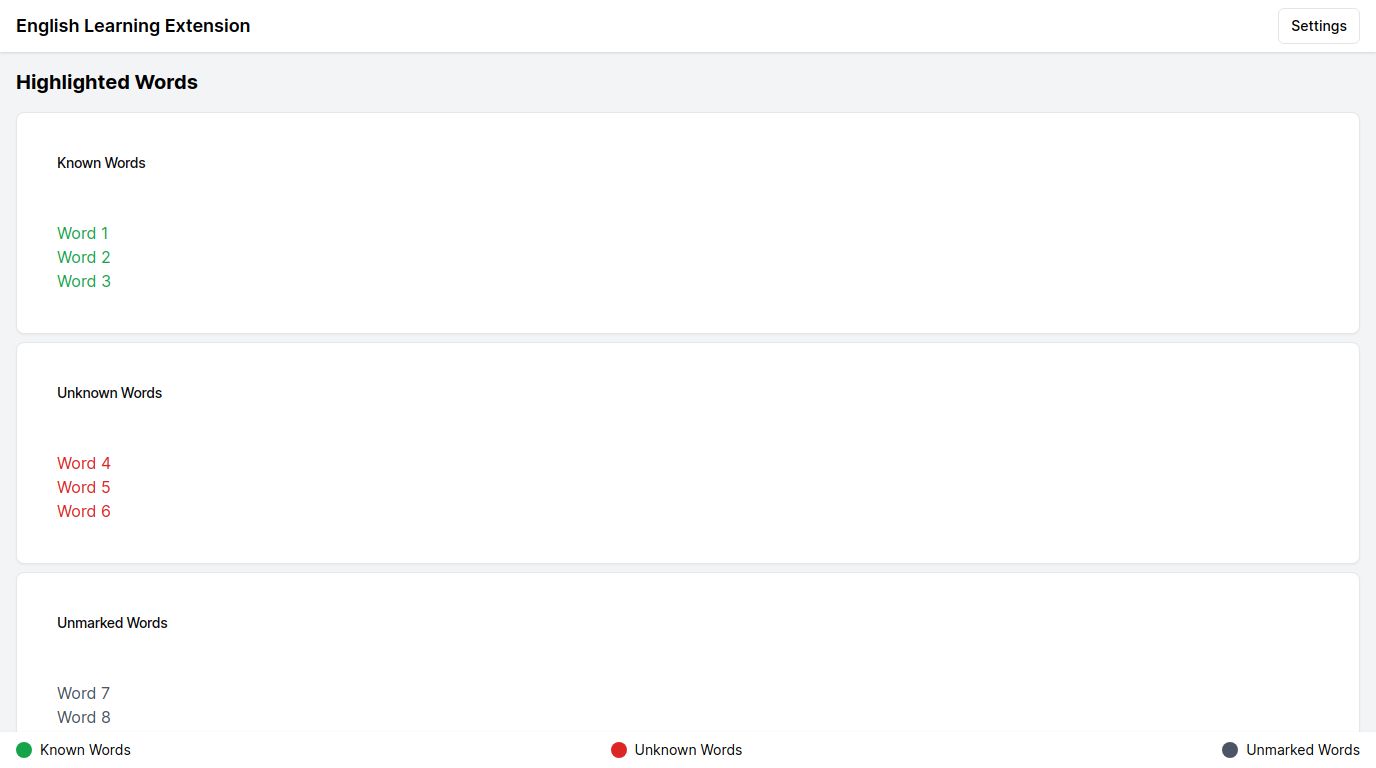 English Learning Extension
Settings
Highlighted Words
Known Words
Word 1
Word 2
Word 3
Unknown Words
Word 4
Word 5
Word 6
Unmarked Words
Word 7
Word 8
Known Words
Unknown Words
Unmarked Words